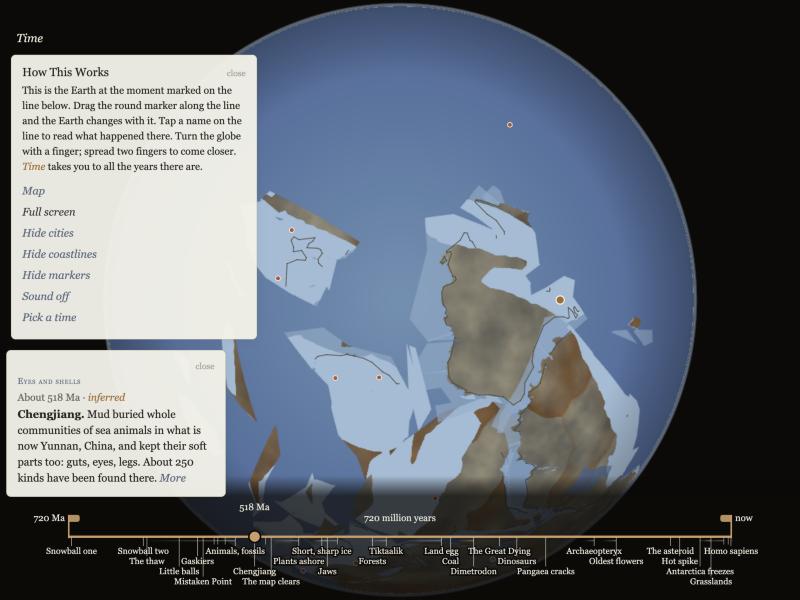 Time
How This Works
close
This is the Earth at the moment marked on the
line below. Drag the round marker along the line
and the Earth changes with it. Tap a name on the
line to read what happened there. Turn the globe
with a finger; spread two fingers to come closer.
Time takes you to all the years there are.
Map
Full screen
Hide cities
Hide coastlines
Hide markers
Sound off
Pick a time
close
Eyes and shells
About 518 Ma · inferred
Chengjiang. Mud buried whole
communities of sea animals in what is
now Yunnan, China, and kept their soft
parts too: guts, eyes, legs. About 250
kinds have been found there. More
518 Ma
720 Ma
720 million years
now
Snowball one
Snowball two
Animals, fossils
Short, sharp ice
Tiktaalik
Land egg
The Great Dying
Archaeopteryx
The asteroid
Homo sapiens
The thaw
Gaskiers
Plants ashore
Forests
Coal
Dinosaurs
Oldest flowers
Hot spike
Little balls
Chengjiang
Jaws
Dimetrodon
Pangaea cracks
Antarctica freezes
Mistaken Point
The map clears
Grasslands